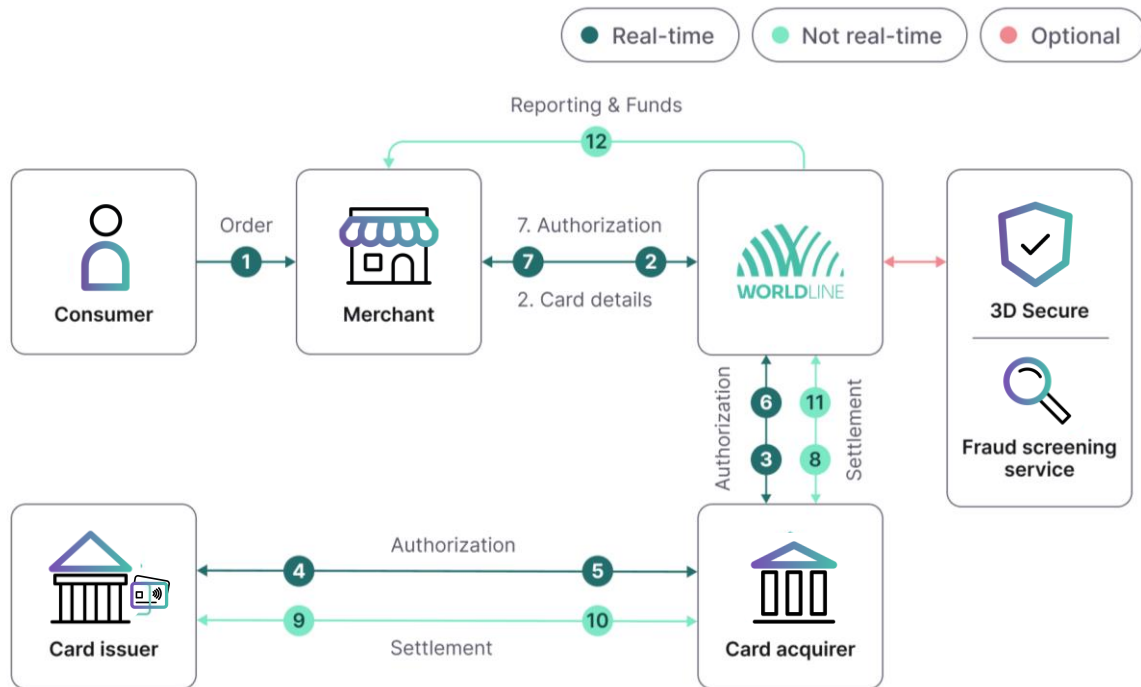 Real-time
Not real-time
Optional
Reporting & Funds
12
Order
1
7. Authorization
7
2
2. Card details
Consumer
Merchant
WORLDLINE
3D Secure
Fraud screening
service
Authorization
6
3
11
8
Settlement
Authorization
4
5
9
10
Settlement
Card issuer
Card acquirer